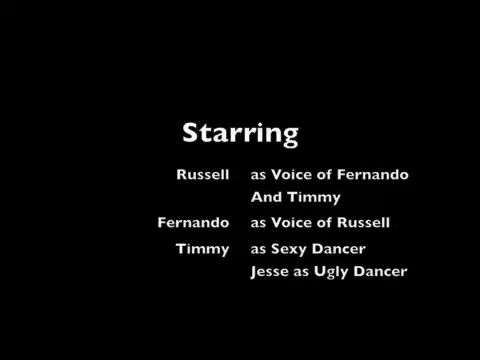 Starring
Russell as Voice of Fernando
And Timmy
Fernando as Voice of Russell
Timmy as Sexy Dancer
Jesse as Ugly Dancer